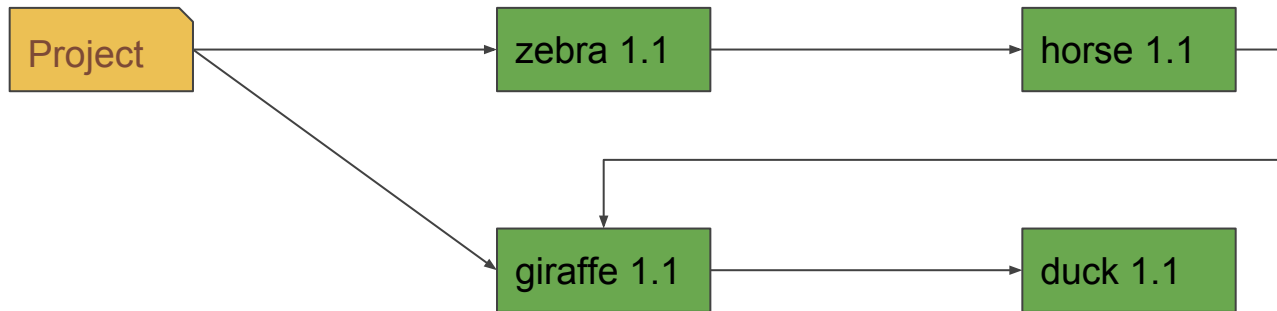 Project
zebra 1.1
horse 1.1
giraffe 1.1
duck 1.1